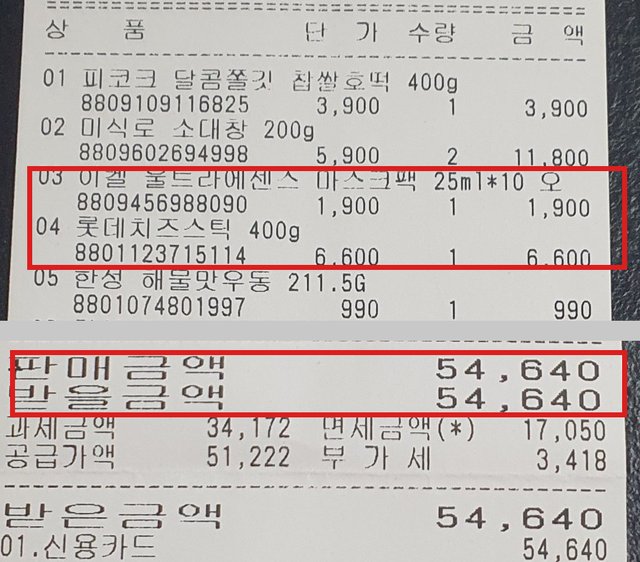 상 품 단 가 수량 금 액
01 피코크 달콤쫄깃 찹쌀호떡 400g
8809109116825 3,900 1 3,900
02 미식로 소대창 200g
8809602694998 5,900 2 11,800
03 이젤 울트라에센스 마스크팩 25ml*10 오
8809456988090 1,900 1 1,900
04 롯데치즈스틱 400g
8801123715114 6,600 1 6,600
05 한성 해물맛우동 211.5G
8801074801997 990 1 990
판매금액 54,640
받을금액 54,640
과세금액 34,172 면세금액(*) 17,050
공급가액 51,222 부 가 세 3,418
받은금액 54,640
01.신용카드 54,640